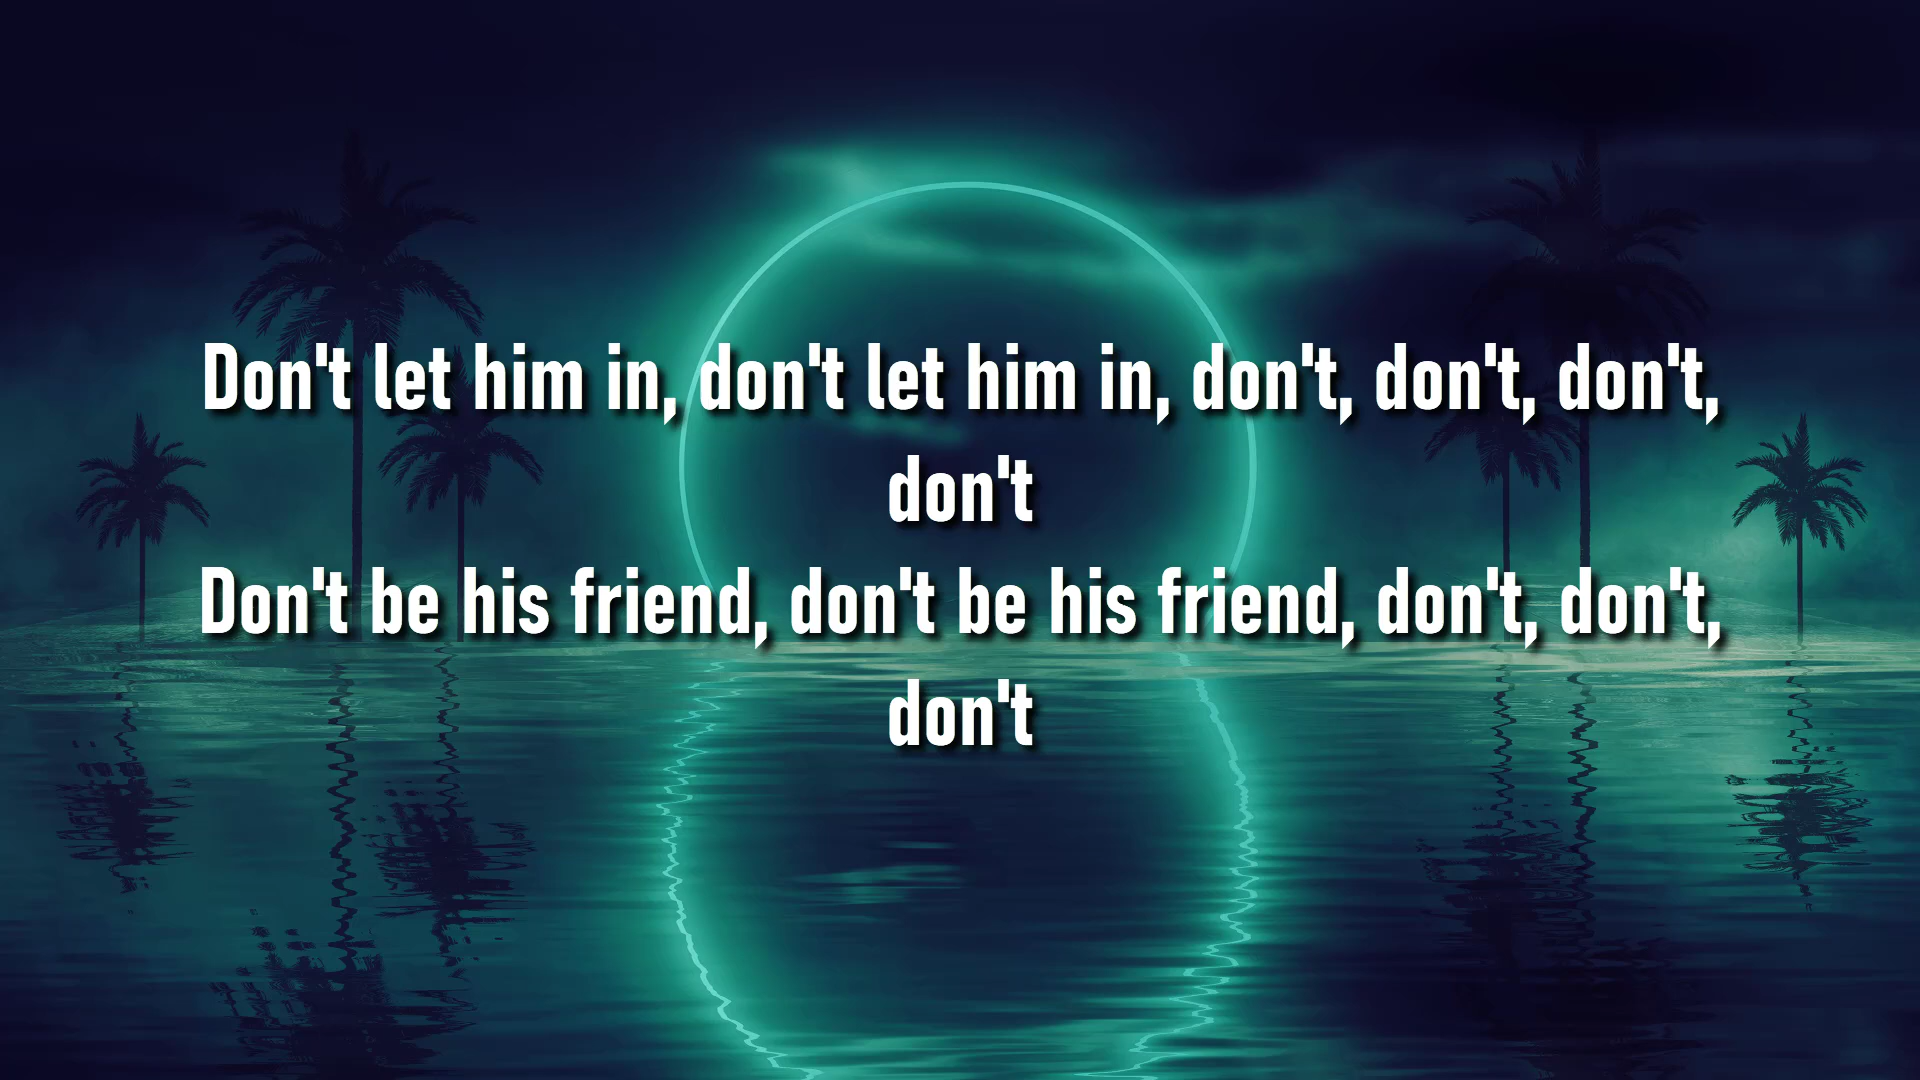 Don't let him in, don't let him in, don't, don't, don't,
don't
Don't be his friend, don't be his friend, don't, don't,
don't